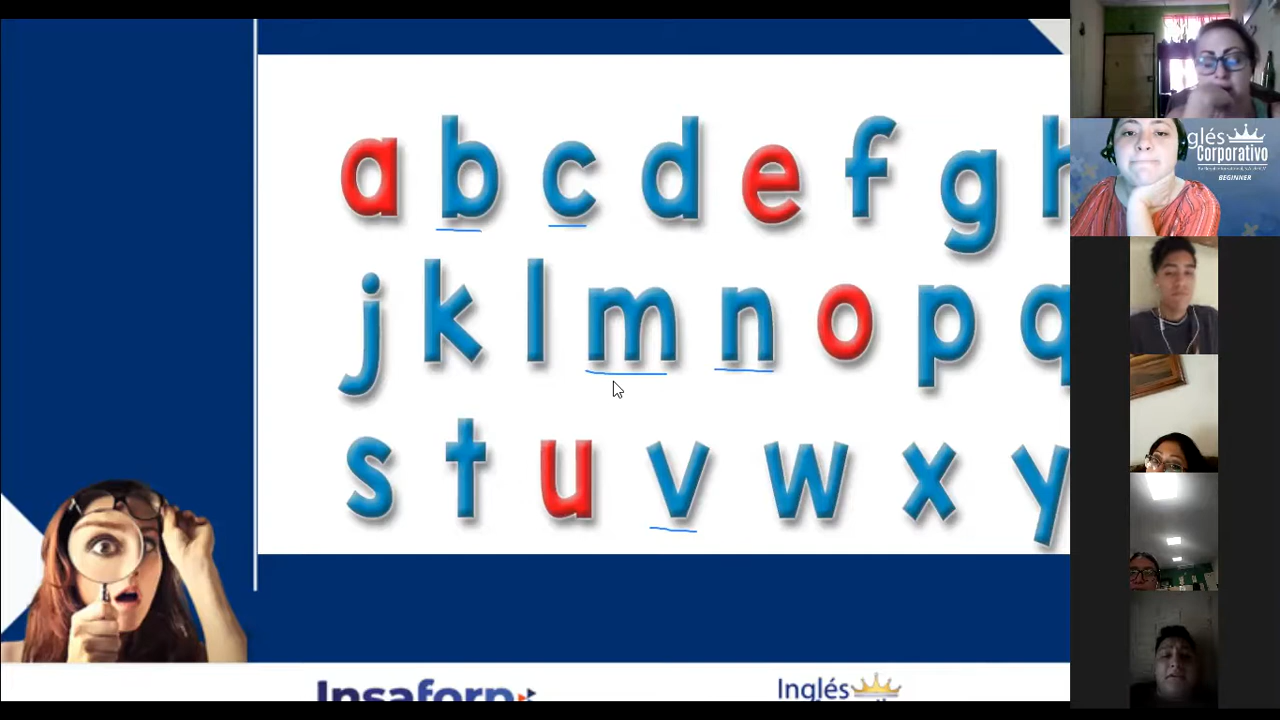 a b c d e f g h
j k l m n o p q
s t u v w x y
Insaforp
Inglés
glés
Corporativo
BEGINNER